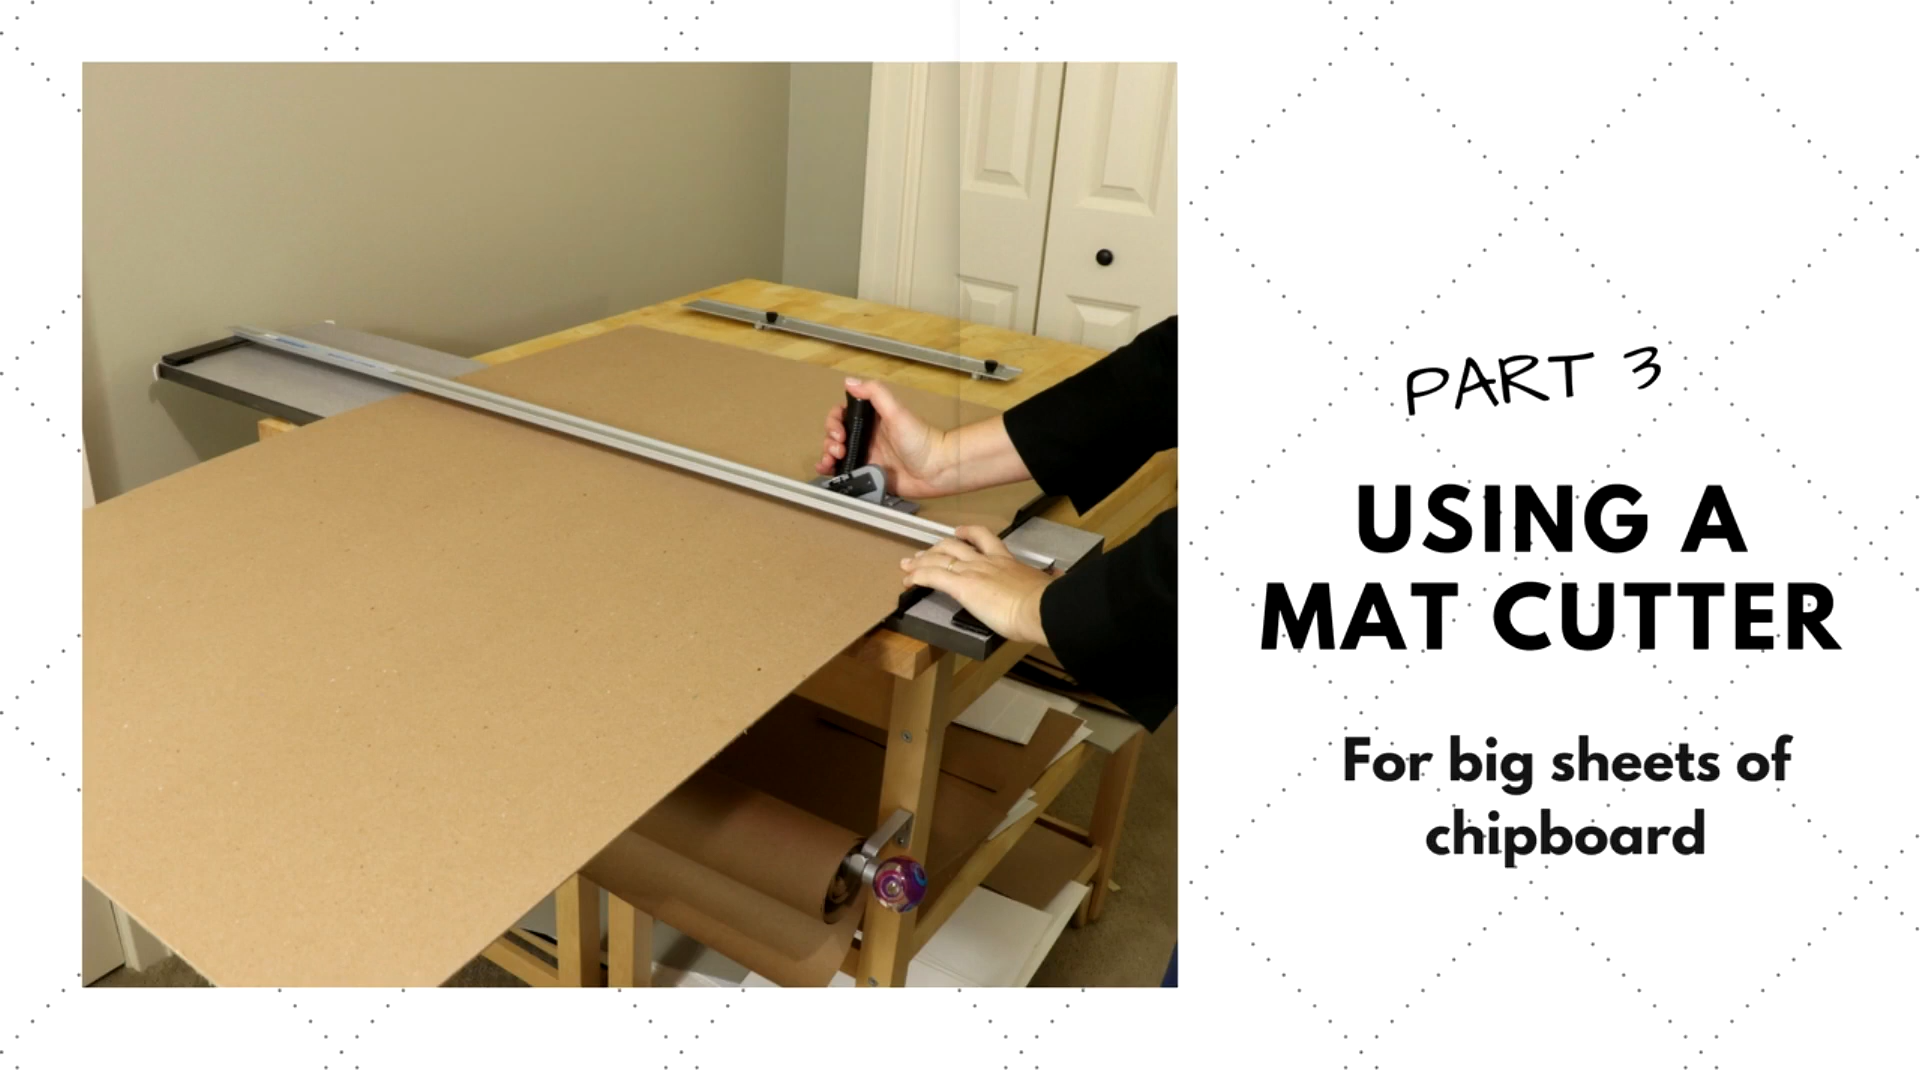 PART 3
USING A
MAT CUTTER
For big sheets of
chipboard